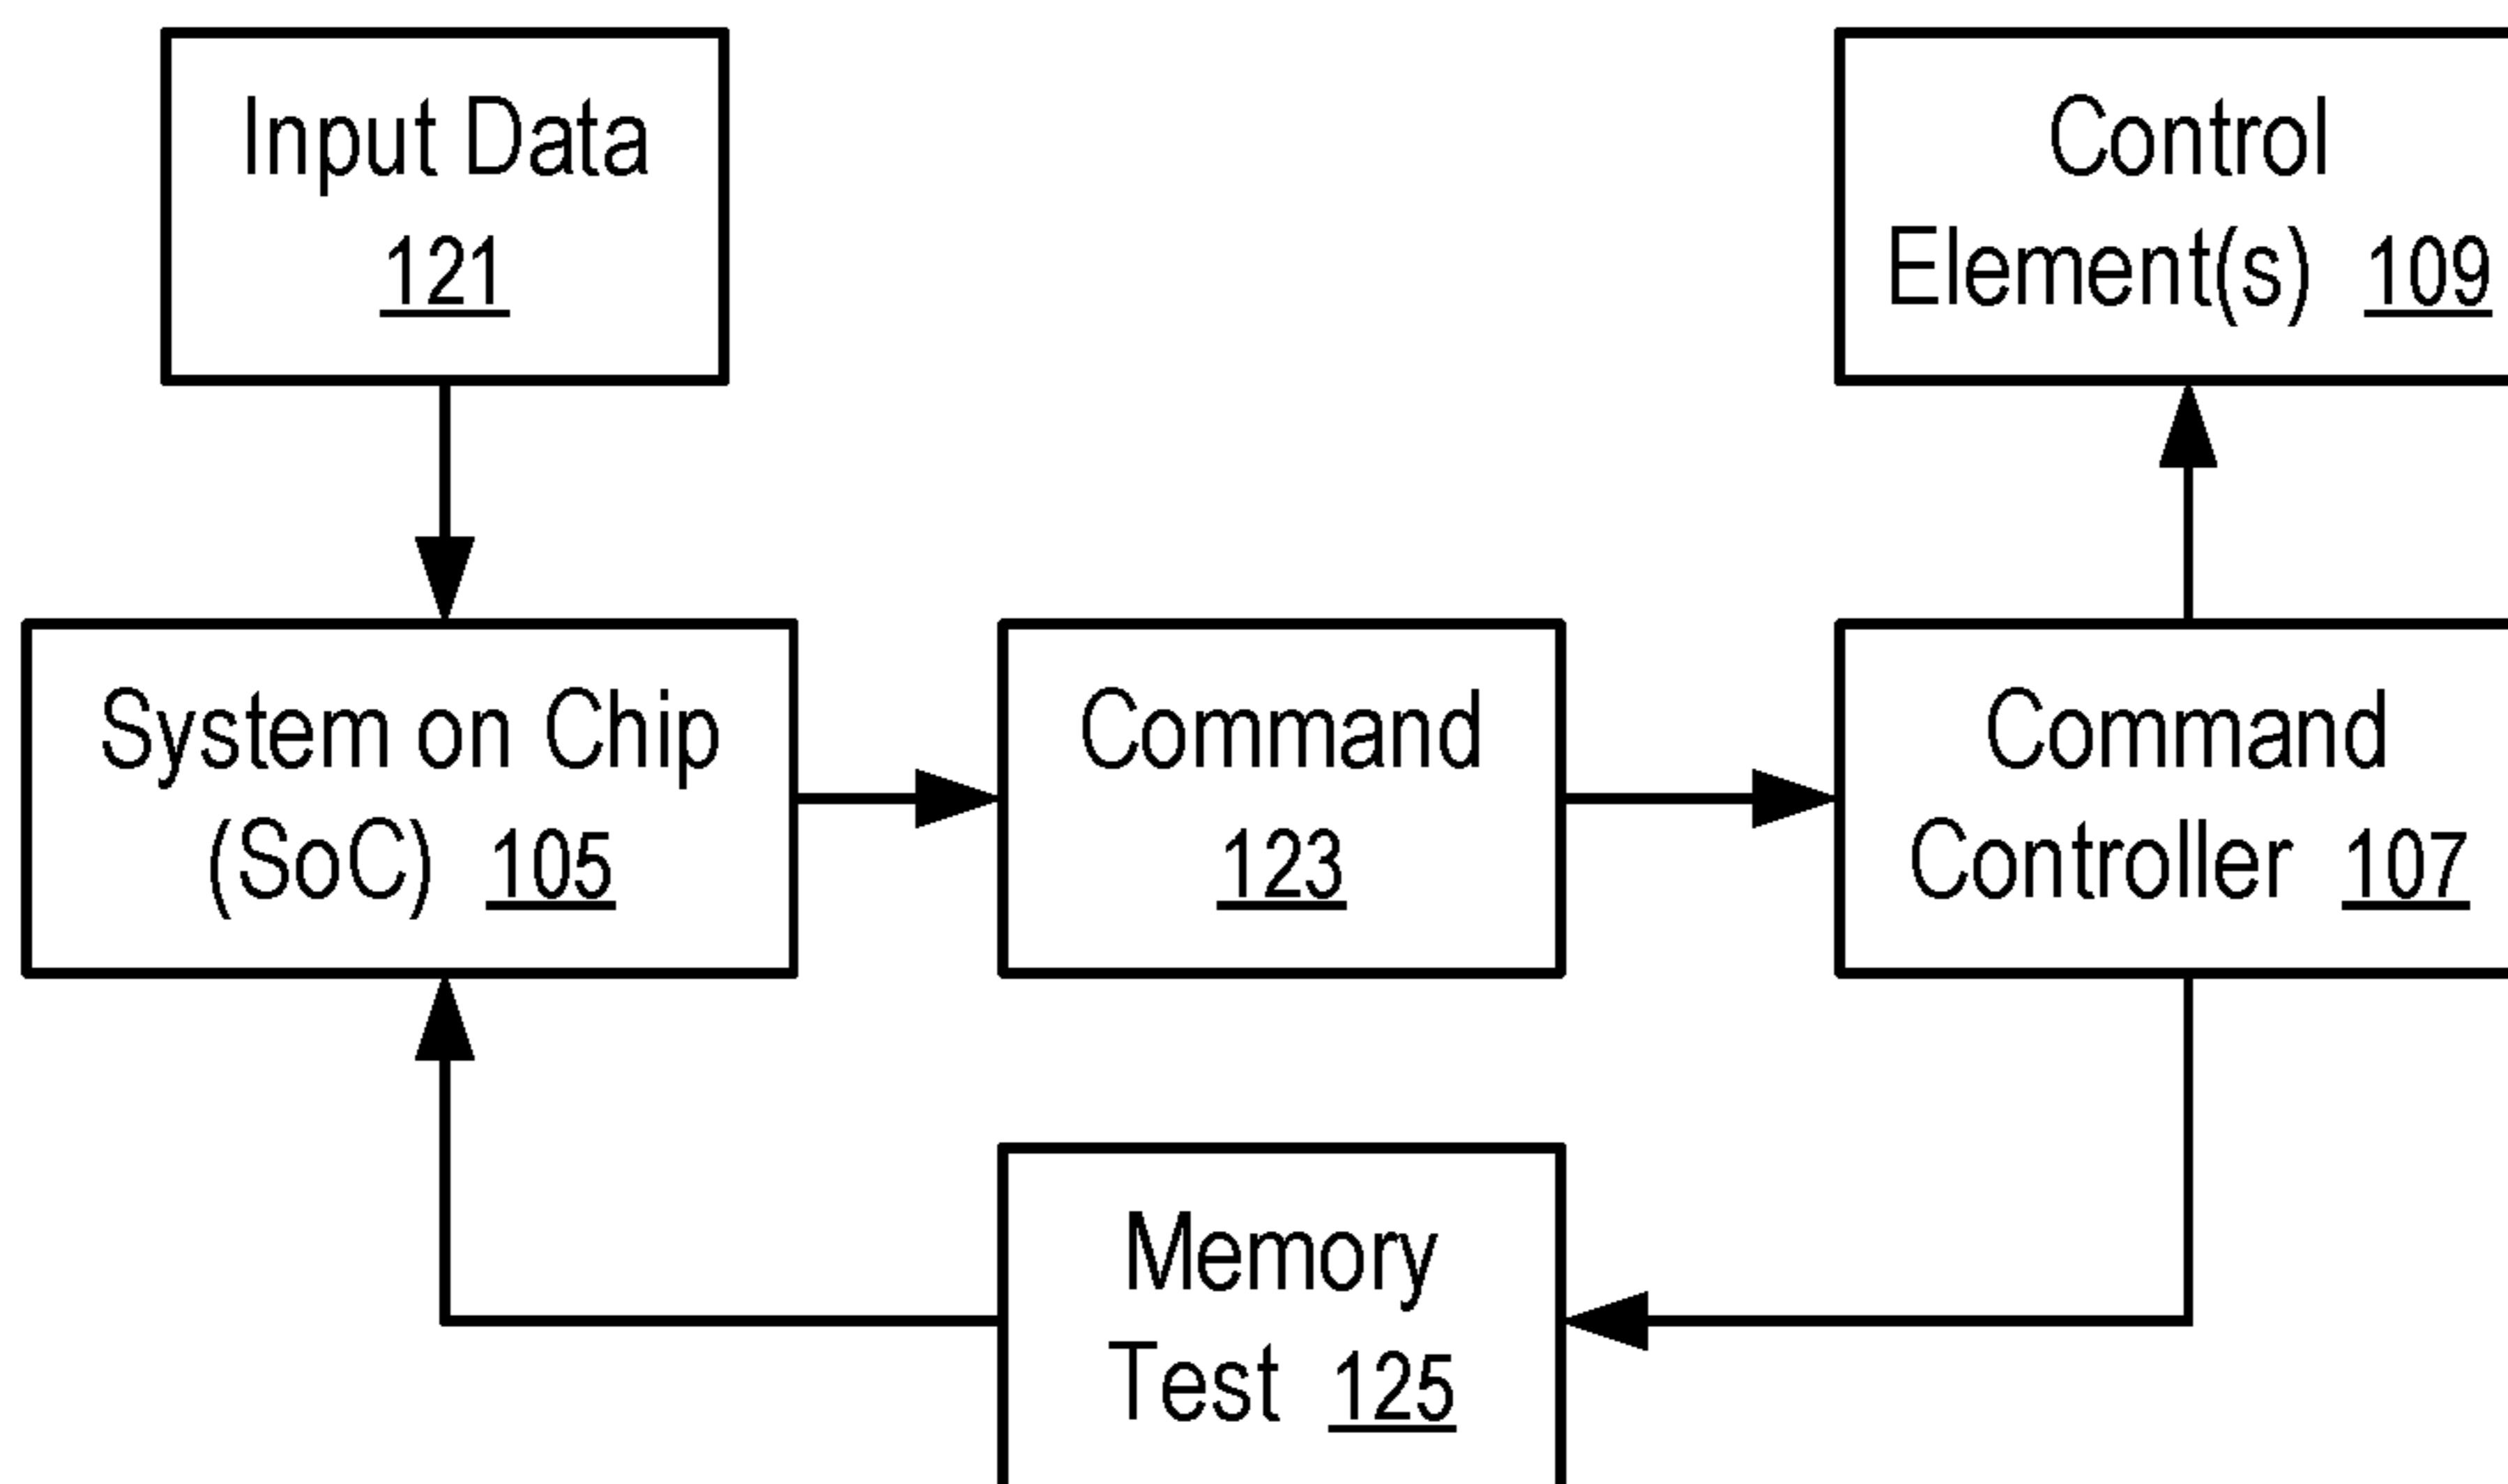 Input Data
121
Control
Element(s) 109
System on Chip
(SoC) 105
Command
123
Command
Controller 107
Memory
Test 125